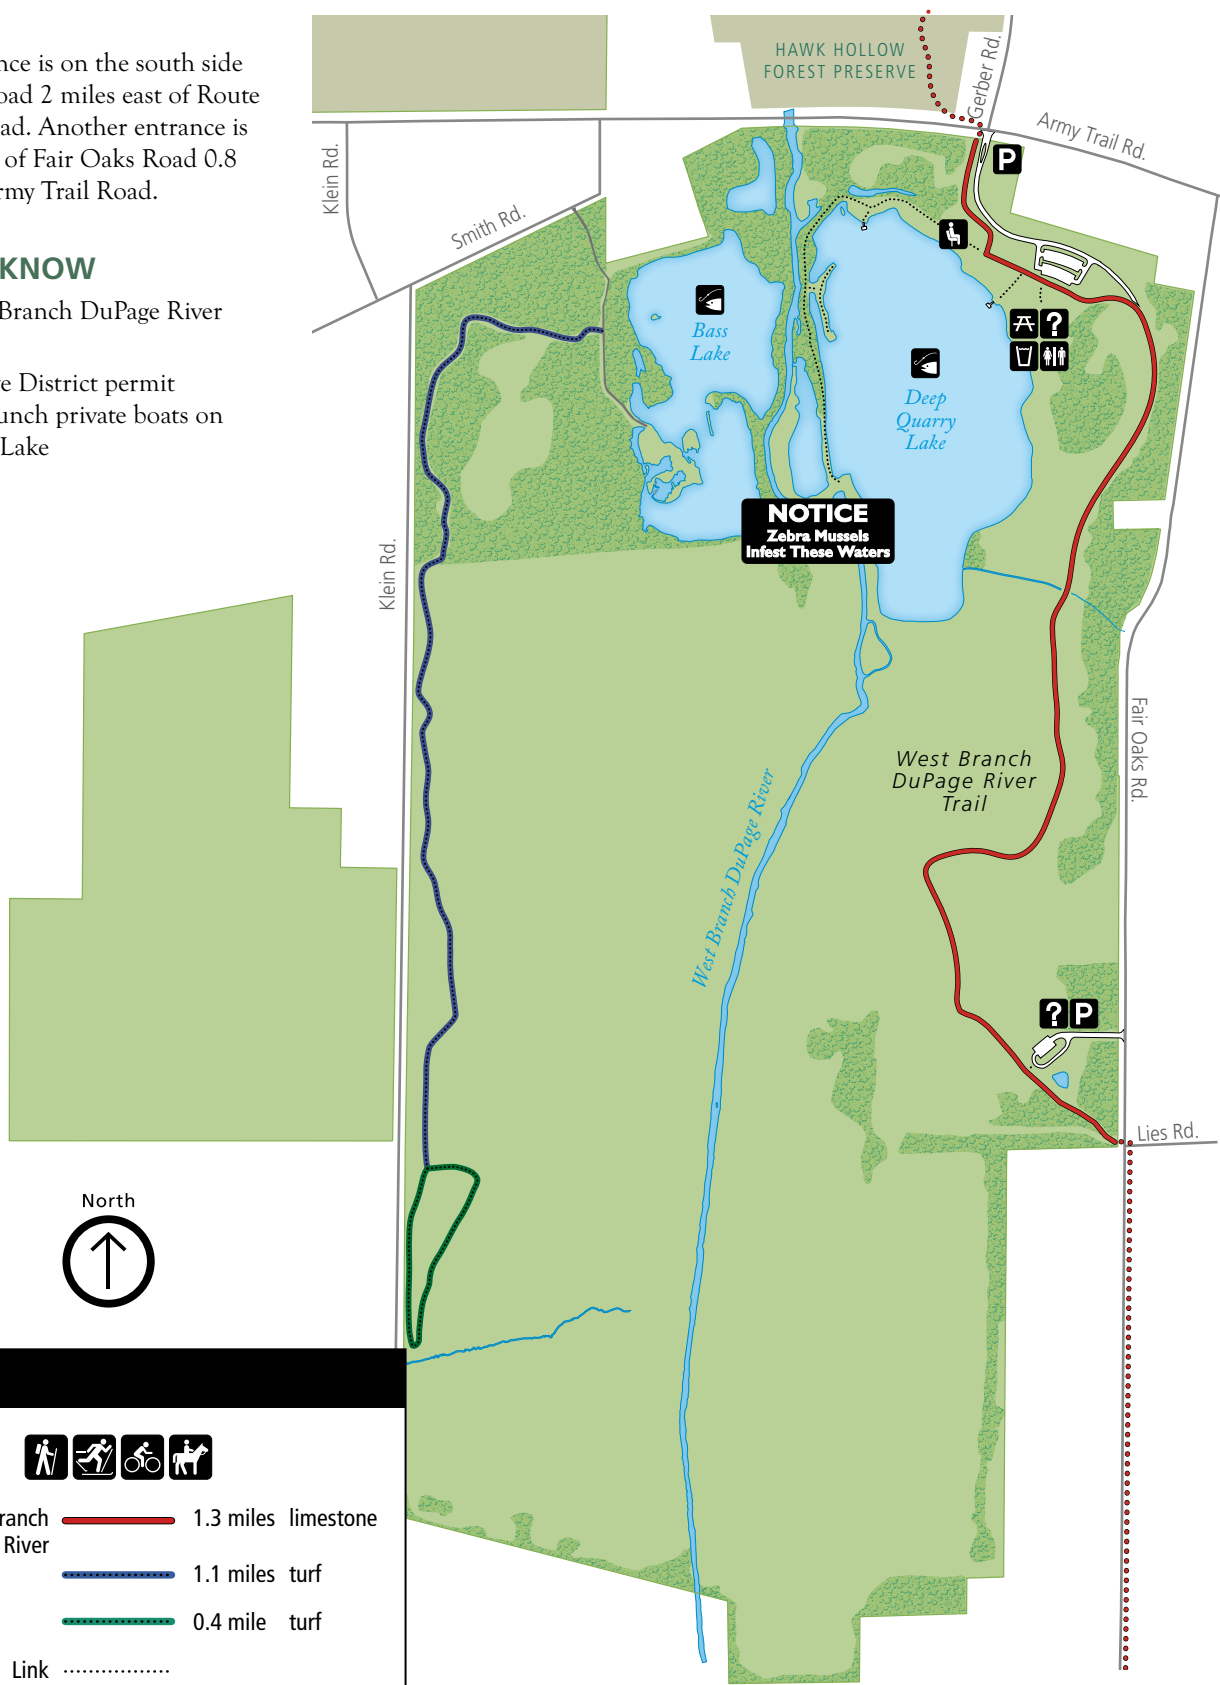 nce is on the south side
oad 2 miles east of Route
ad. Another entrance is
of Fair Oaks Road 0.8
rmy Trail Road.
KNOW
Branch DuPage River
e District permit
unch private boats on
Lake
HAWK HOLLOW
FOREST PRESERVE
Gerber Rd.
Army Trail Rd.
Klein Rd.
Smith Rd.
P
Bass
Lake
?
Deep
Quarry
Lake
NOTICE
Zebra Mussels
Infest These Waters
Klein Rd.
Fair Oaks Rd.
West Branch
DuPage River
Trail
West Branch DuPage River
? P
Lies Rd.
North
ranch 1.3 miles limestone
River
1.1 miles turf
0.4 mile turf
Link